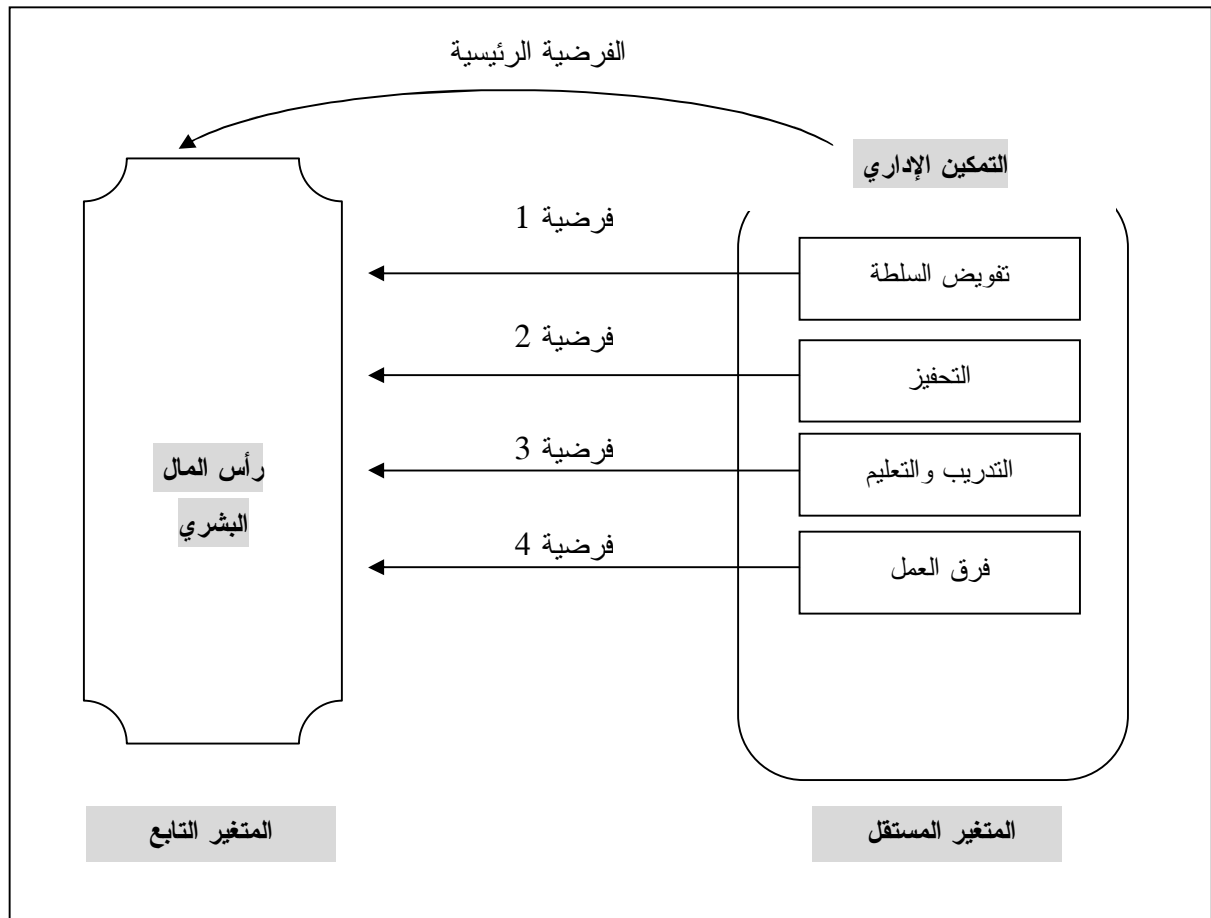 الفرضية الرئيسية
التمكين الإداري
فرضية 1
تفويض السلطة
فرضية 2
التحفيز
فرضية 3
التدريب والتعليم
فرضية 4
فرق العمل
رأس المال
البشري
المتغير المستقل
المتغير التابع